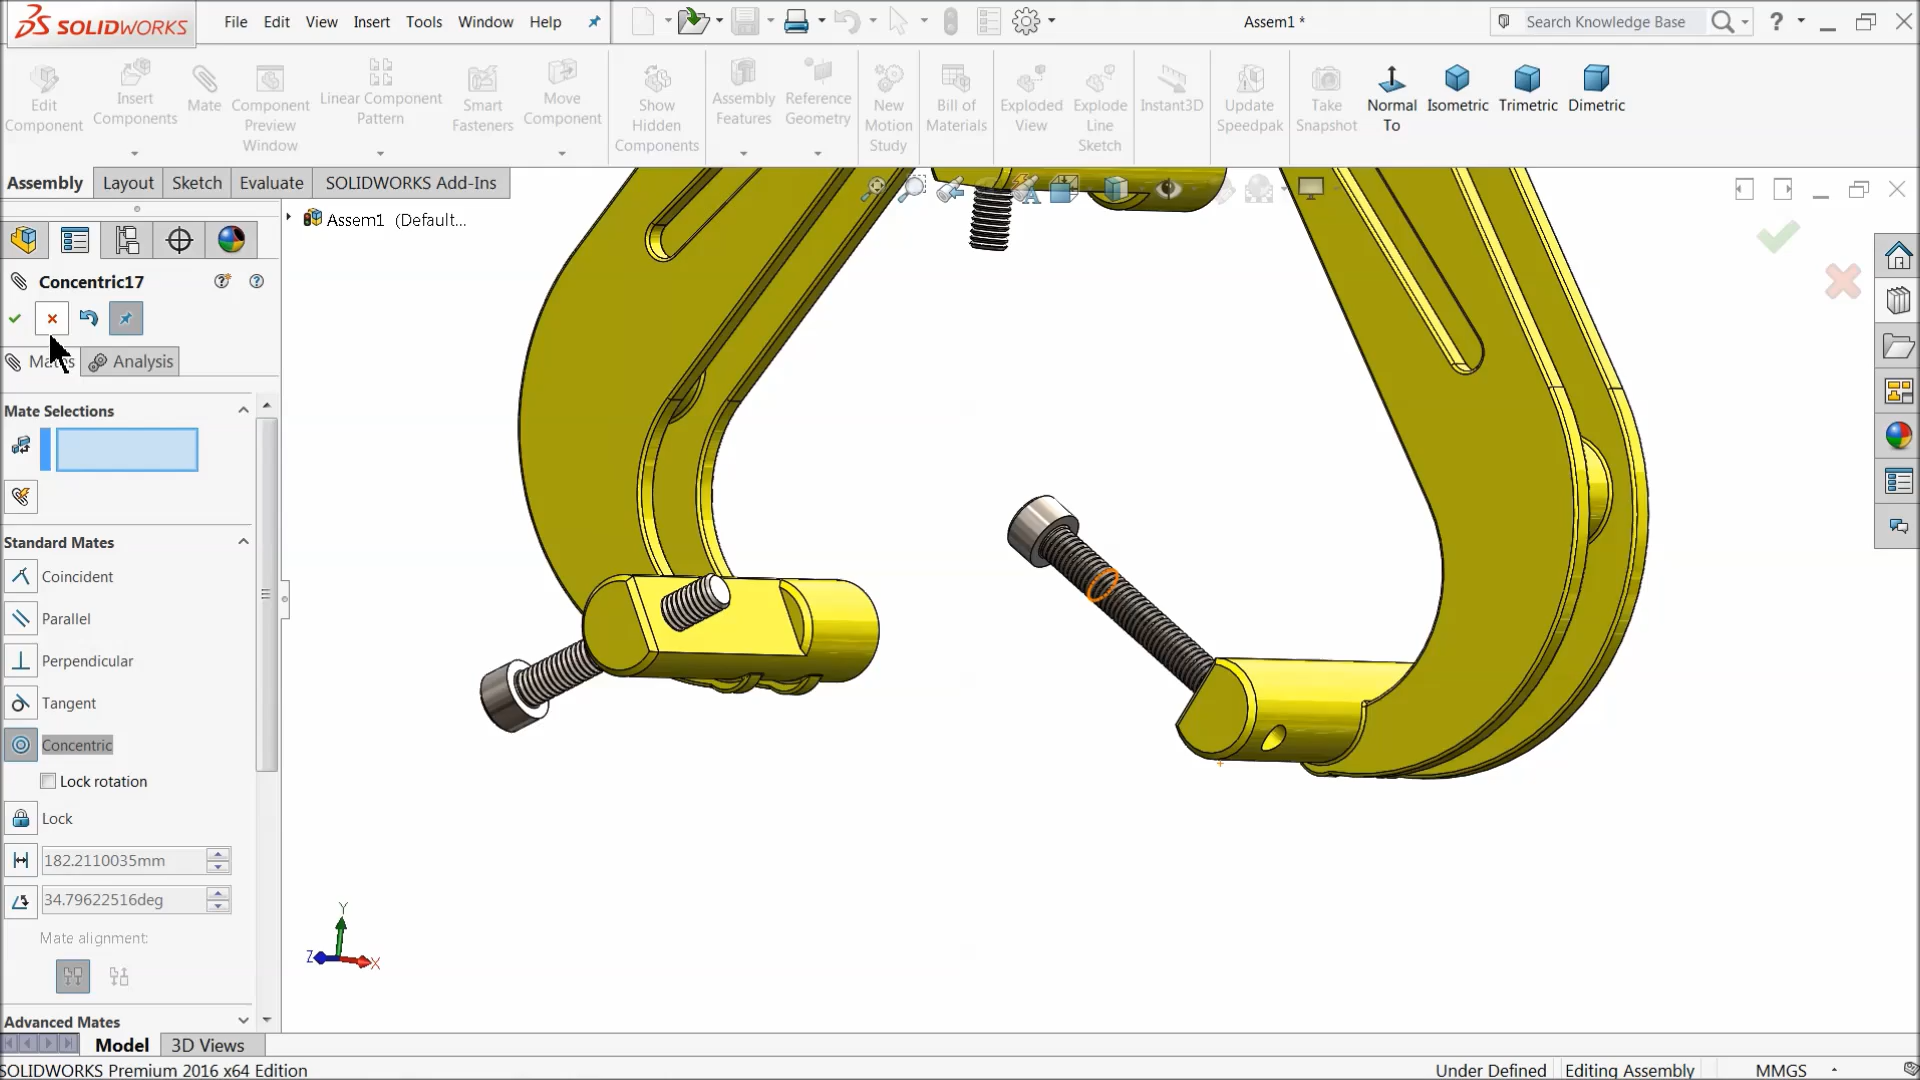 SOLIDWORKS
File Edit View Insert Tools Window Help
Assem1 *
Search Knowledge Base
?
Edit Component
Insert Components
Mate
Component Preview Window
Linear Component Pattern
Smart Fasteners
Move Component
Show Hidden Components
Assembly Features
Reference Geometry
New Motion Study
Bill of Materials
Exploded View
Explode Line Sketch
Instant3D
Update Speedpak
Take Snapshot
Normal To
Isometric
Trimetric
Dimetric
Assembly Layout Sketch Evaluate SOLIDWORKS Add-Ins
Assem1 (Default...
Concentric17
Analysis
Mate Selections
Standard Mates
Coincident
Parallel
Perpendicular
Tangent
Concentric
Lock rotation
Lock
182.2110035mm
34.79622516deg
Mate alignment:
Advanced Mates
Y
Z
X
Model 3D Views
SOLIDWORKS Premium 2016 x64 Edition
Under Defined Editing Assembly MMGS